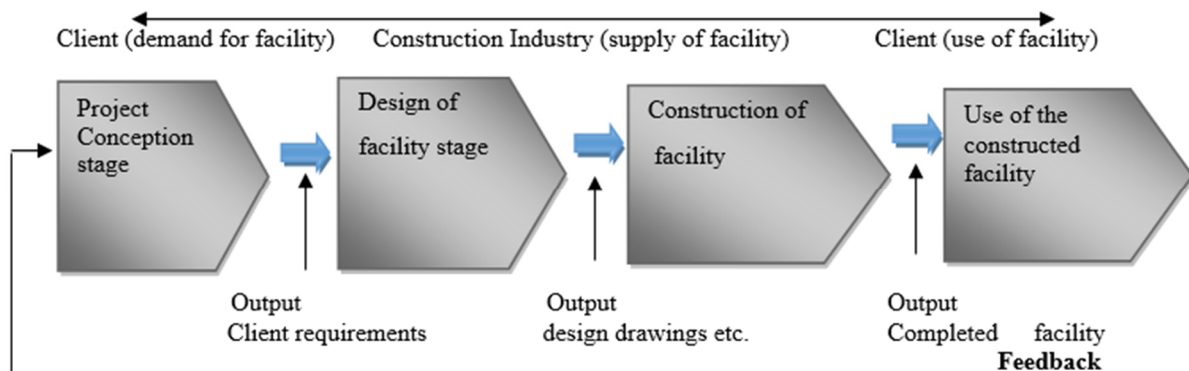 Client (demand for facility) Construction Industry (supply of facility) Client (use of facility)
Project
Conception
stage
Design of
facility stage
Construction of
facility
Use of the
constructed
facility
Output
Client requirements
Output
design drawings etc.
Output
Completed facility
Feedback